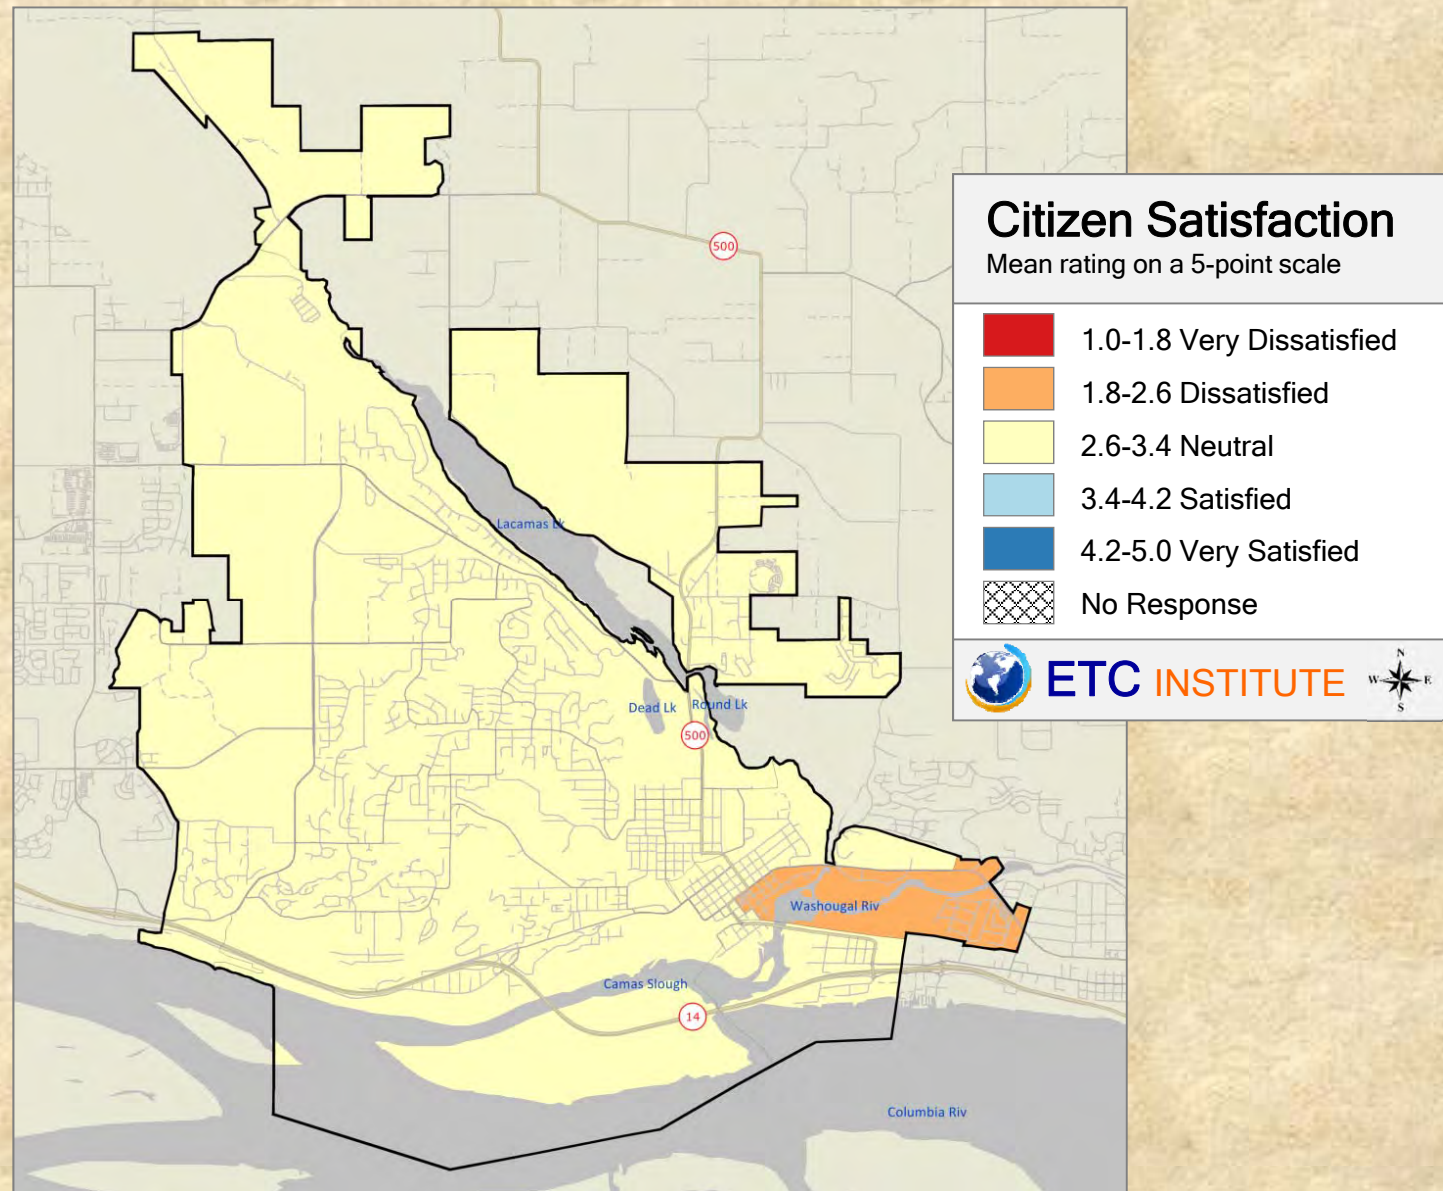 500
Citizen Satisfaction
Mean rating on a 5-point scale
1.0-1.8 Very Dissatisfied
1.8-2.6 Dissatisfied
2.6-3.4 Neutral
3.4-4.2 Satisfied
4.2-5.0 Very Satisfied
No Response
ETC INSTITUTE
N
W E
S
Lacamas Lk
Dead Lk
Round Lk
500
Washougal Riv
Camas Slough
14
Columbia Riv